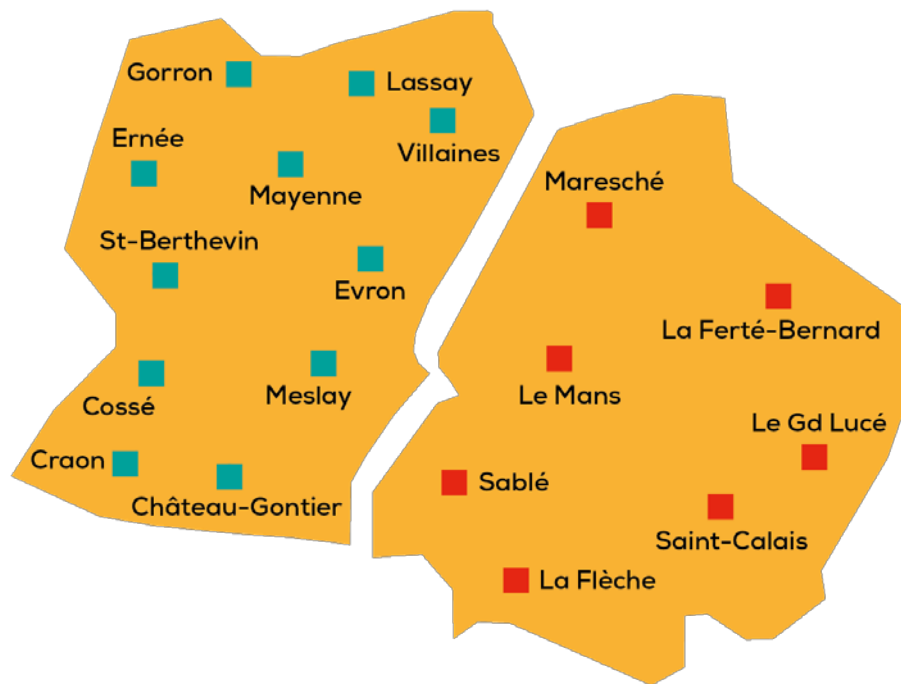 Gorron
Lassay
Ernée
Villaines
Mayenne
St-Berthevin
Evron
Cossé
Meslay
Craon
Château-Gontier
Maresché
La Ferté-Bernard
Le Mans
Le Gd Lucé
Sablé
Saint-Calais
La Flèche